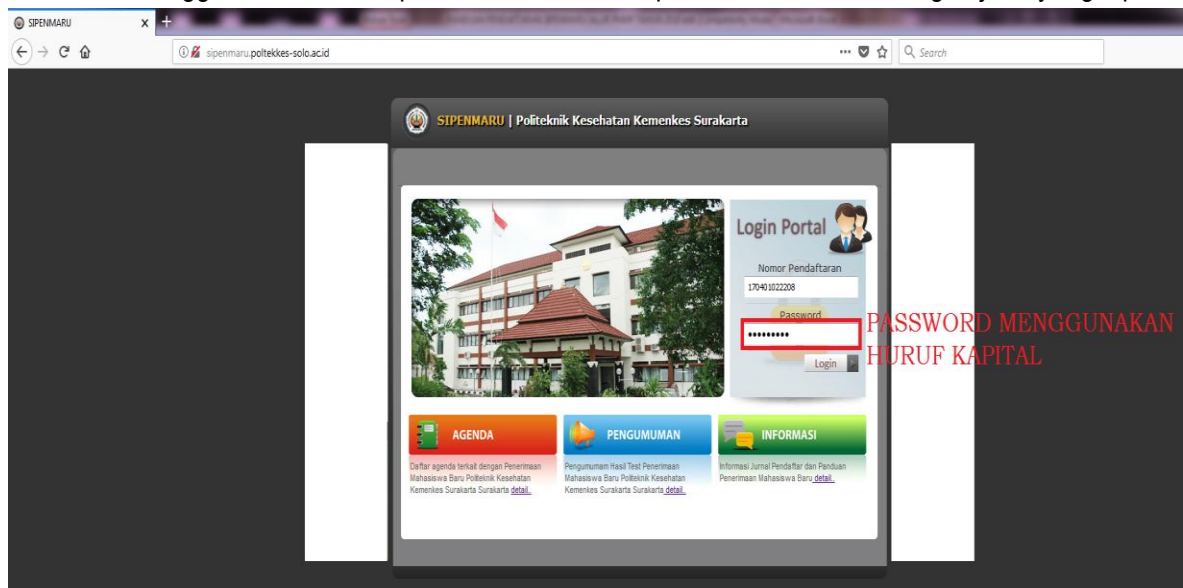 SIPENMARU
sipenmaru.poltekkes-solo.ac.id
Search
SIPENMARU | Politeknik Kesehatan Kemenkes Surakarta
Login Portal
Nomor Pendaftaran
170401022208
Password
PASSWORD MENGGUNAKAN
HURUF KAPITAL
Login
AGENDA
Daftar agenda terkait dengan Penerimaan
Mahasiswa Baru Politeknik Kesehatan
Kemenkes Surakarta Surakarta detail..
PENGUMUMAN
Pengumuman Hasil Test Penerimaan
Mahasiswa Baru Politeknik Kesehatan
Kemenkes Surakarta Surakarta detail..
INFORMASI
Informasi Jurnal Pendaftar dan Panduan
Penerimaan Mahasiswa Baru detail..